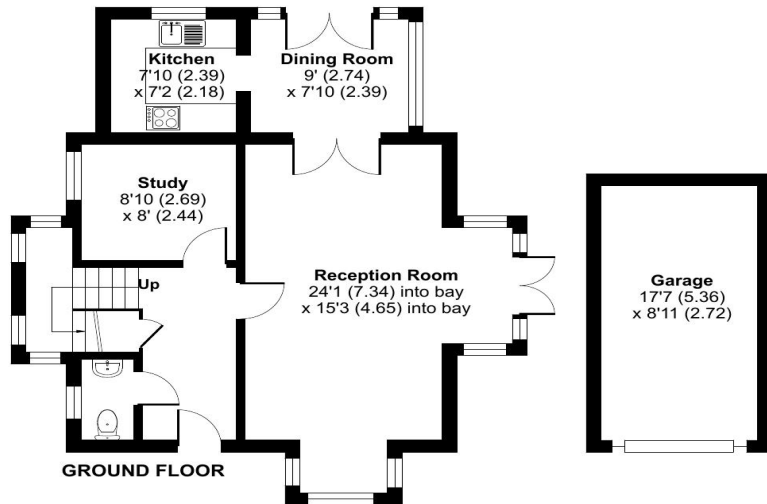 Kitchen
7'10 (2.39)
x 7'2 (2.18)
Dining Room
9' (2.74)
x 7'10 (2.39)
Study
8'10 (2.69)
x 8' (2.44)
Up
Reception Room
24'1 (7.34) into bay
x 15'3 (4.65) into bay
Garage
17'7 (5.36)
x 8'11 (2.72)
GROUND FLOOR